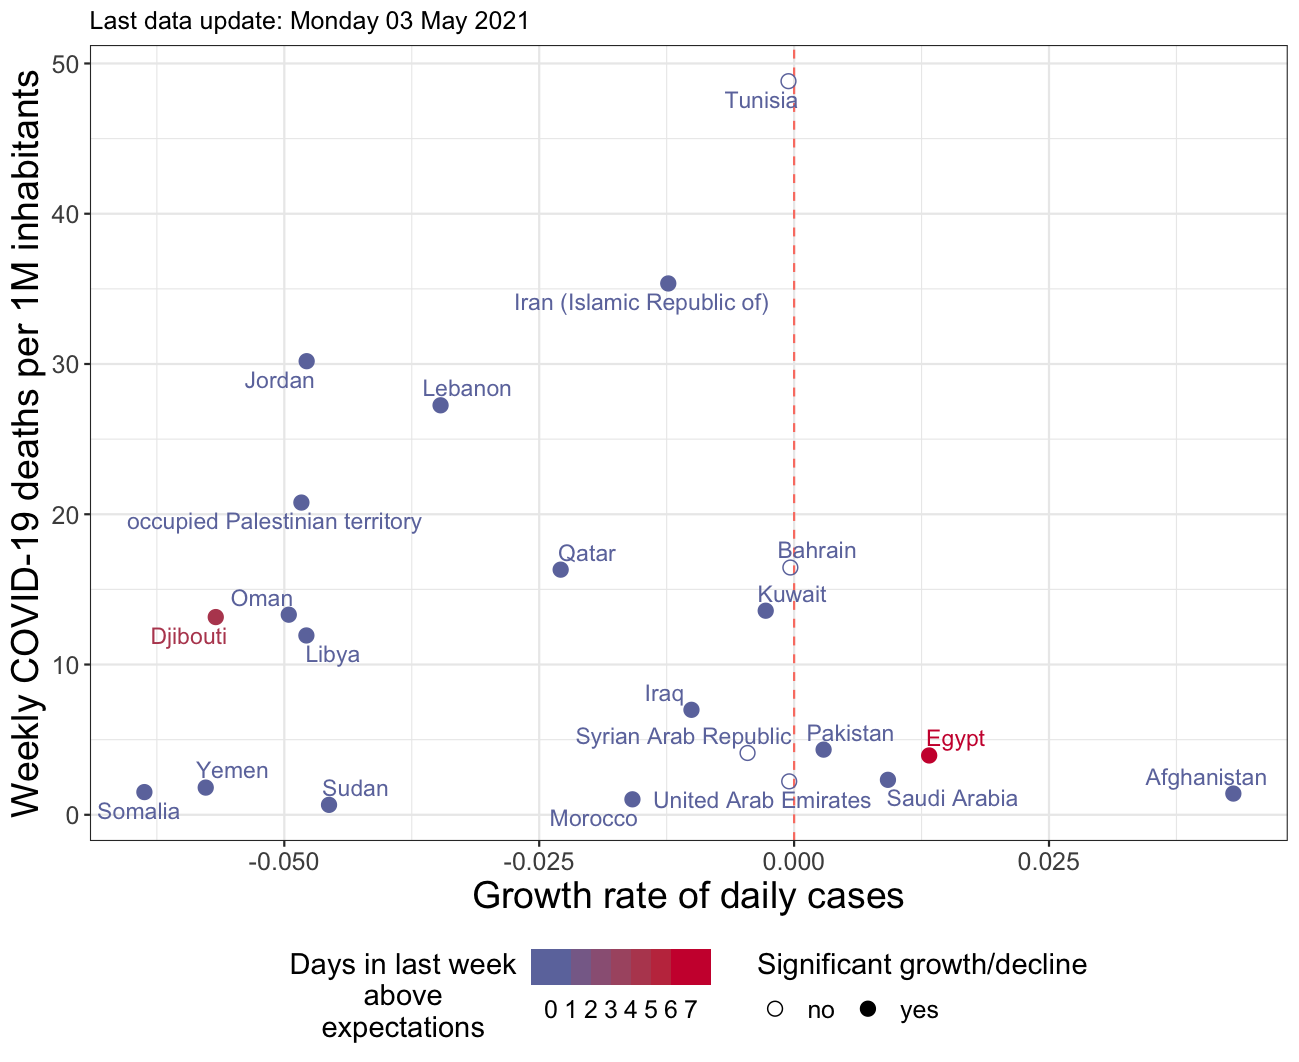 Last data update: Monday 03 May 2021
Weekly COVID-19 deaths per 1M inhabitants
50
40
30
20
10
0
Tunisia
Iran (Islamic Republic of)
Jordan
Lebanon
occupied Palestinian territory
Qatar
Bahrain
Kuwait
Oman
Djibouti
Libya
Iraq
Syrian Arab Republic
Pakistan
Egypt
Yemen
Afghanistan
Sudan
Somalia
United Arab Emirates
Saudi Arabia
Morocco
-0.050
-0.025
0.000
0.025
Growth rate of daily cases
Days in last week
above
expectations
0 1 2 3 4 5 6 7
Significant growth/decline
no
yes